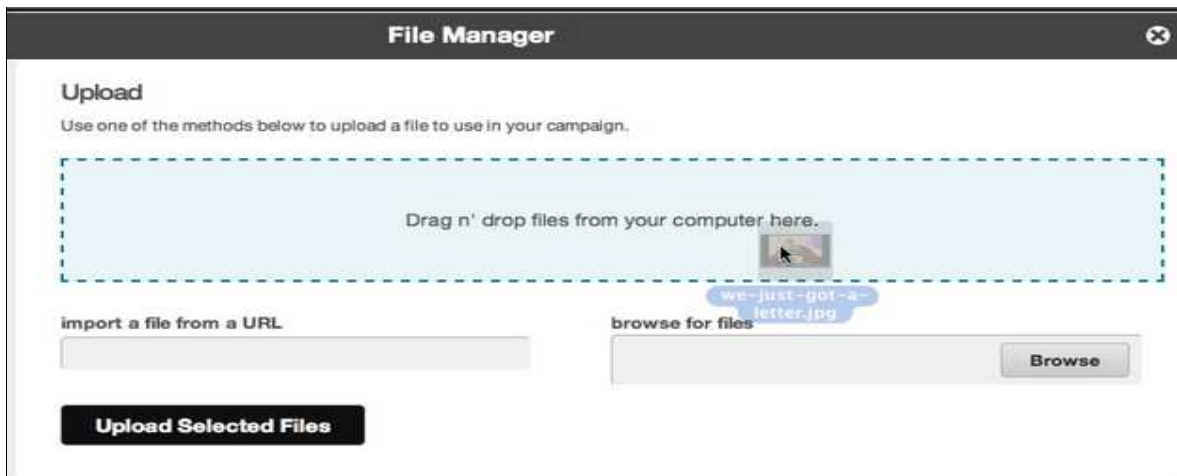 File Manager
Upload
Use one of the methods below to upload a file to use in your campaign.
Drag n' drop files from your computer here.
we-just-got-a-
letter.jpg
import a file from a URL
browse for files
Browse
Upload Selected Files